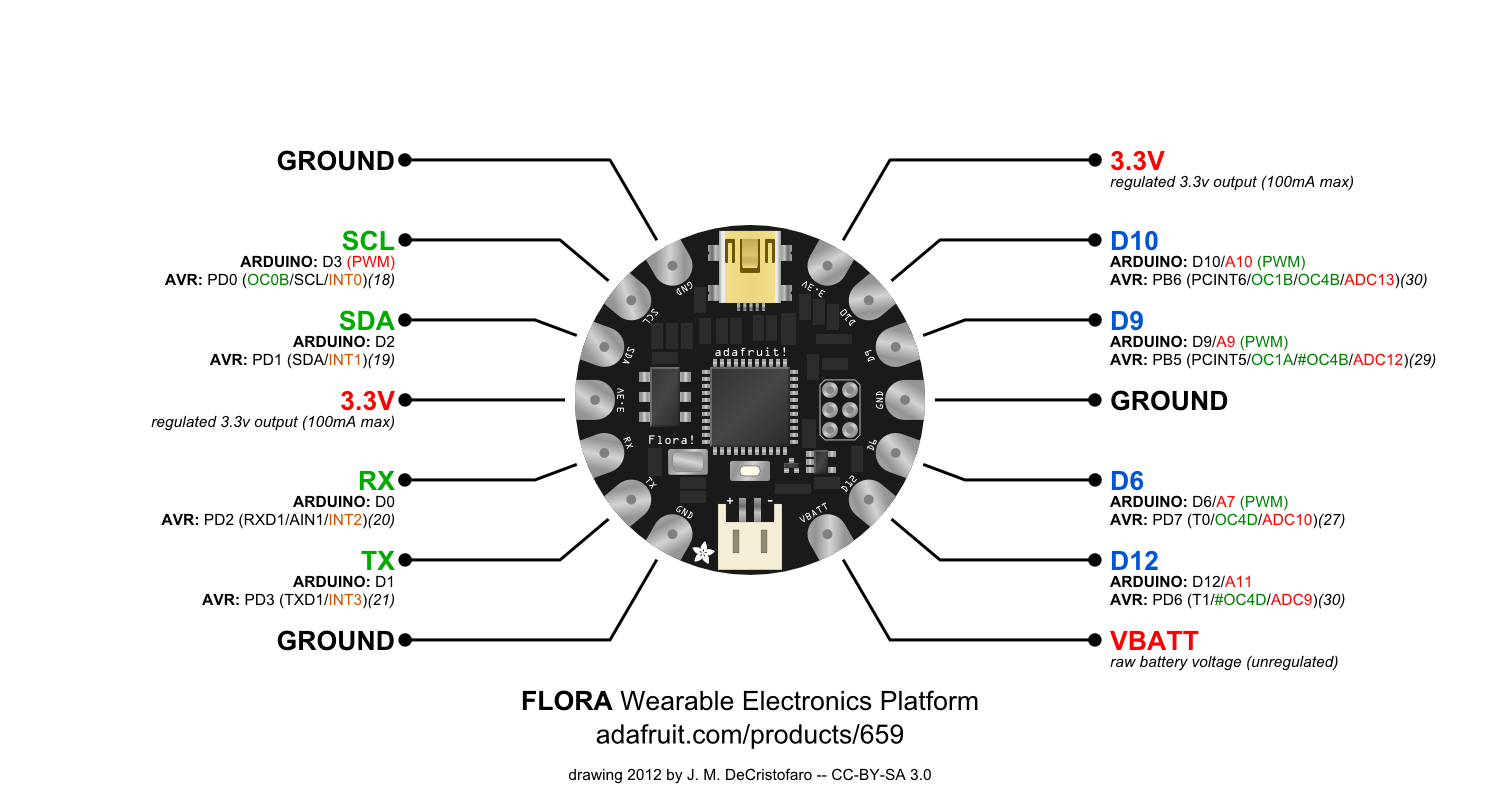 GROUND
SCL
ARDUINO: D3 (PWM)
AVR: PD0 (OC0B/SCL/INT0)(18)
SDA
ARDUINO: D2
AVR: PD1 (SDA/INT1)(19)
3.3V
regulated 3.3v output (100mA max)
RX
ARDUINO: D0
AVR: PD2 (RXD1/AIN1/INT2)(20)
TX
ARDUINO: D1
AVR: PD3 (TXD1/INT3)(21)
GROUND
GND
SCL
SDA
3.3V
RX
TX
GND
adafruit!
Flora!
+ -
3.3V
D10
D9
GND
D6
D12
VBATT
3.3V
regulated 3.3v output (100mA max)
D10
ARDUINO: D10/A10 (PWM)
AVR: PB6 (PCINT6/OC1B/OC4B/ADC13)(30)
D9
ARDUINO: D9/A9 (PWM)
AVR: PB5 (PCINT5/OC1A/#OC4B/ADC12)(29)
GROUND
D6
ARDUINO: D6/A7 (PWM)
AVR: PD7 (T0/OC4D/ADC10)(27)
D12
ARDUINO: D12/A11
AVR: PD6 (T1/#OC4D/ADC9)(30)
VBATT
raw battery voltage (unregulated)
FLORA Wearable Electronics Platform
adafruit.com/products/659
drawing 2012 by J. M. DeCristofaro -- CC-BY-SA 3.0